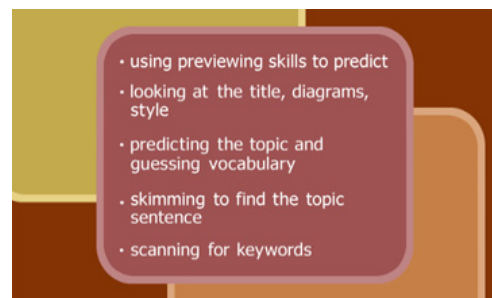 · using previewing skills to predict
· looking at the title, diagrams,
style
· predicting the topic and
guessing vocabulary
· skimming to find the topic
sentence
· scanning for keywords